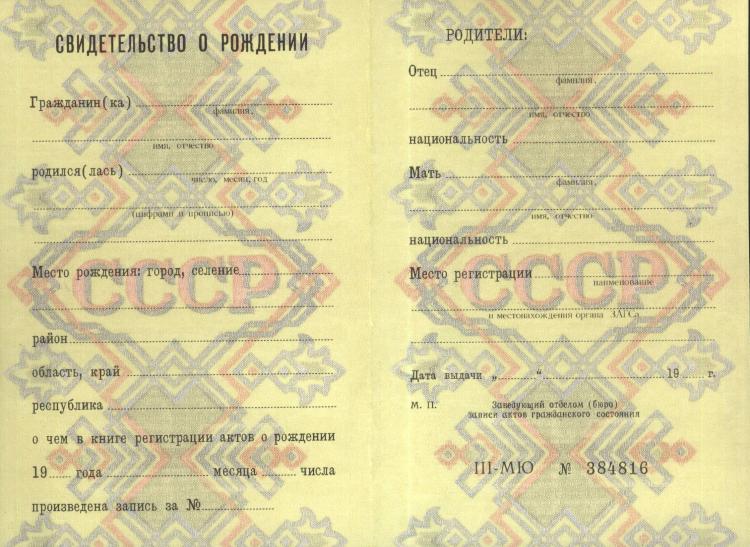 СВИДЕТЕЛЬСТВО О РОЖДЕНИИ
Гражданин(ка)
фамилия,
имя, отчество
родился(лась)
число, месяц, год
(цифрами и прописью)
Место рождения: город, селение
СССР
район
область, край
республика
о чем в книге регистрации актов о рождении
19 года месяца числа
произведена запись за №
РОДИТЕЛИ:
Отец
фамилия,
имя, отчество
национальность
Мать
фамилия,
имя, отчество
национальность
Место регистрации
наименование
СССР
и местонахождения органа ЗАГСа
Дата выдачи „ “ 19 г.
М. П. Заведующий отделом (бюро)
записи актов гражданского состояния
III-МЮ № 384816